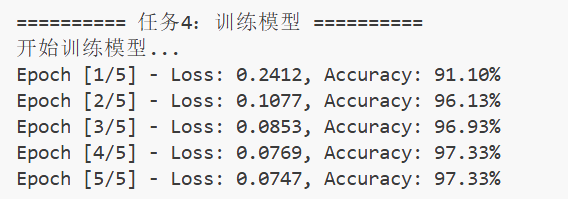 ========== 任务4: 训练模型 ==========
开始训练模型...
Epoch [1/5] - Loss: 0.2412, Accuracy: 91.10%
Epoch [2/5] - Loss: 0.1077, Accuracy: 96.13%
Epoch [3/5] - Loss: 0.0853, Accuracy: 96.93%
Epoch [4/5] - Loss: 0.0769, Accuracy: 97.33%
Epoch [5/5] - Loss: 0.0747, Accuracy: 97.33%